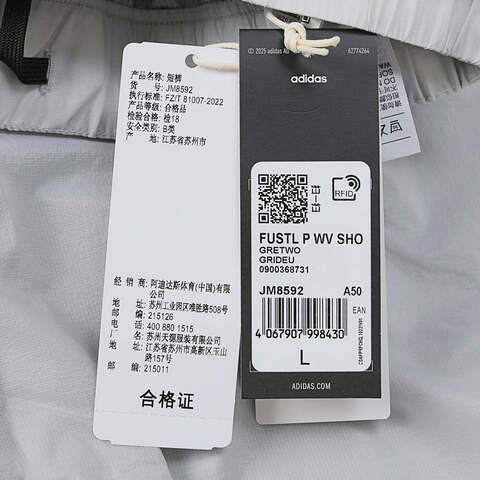 产品名称: 短裤
货 号: JM8592
执行标准: FZ/T 81007-2022
产品等级: 合格品
检验合格: 检18
安全类别: B类
产 地: 江苏省苏州市
经 销 商: 阿迪达斯体育(中国)有限
公司
地 址: 苏州工业园区唯胜路508号
邮 编: 215126
电 话: 400 880 1515
厂 名: 苏州天源服装有限公司
地 址: 江苏省苏州市高新区玉山
路157号
邮 编: 215011
合格证
© 2025 adidas AG
62774264
adidas
RFID
FUSTL P WV SHO
GRETWO
GRIDEU
0900368731
JM8592 A50
EAN
4 067907 998430
L
ADIDAS.COM